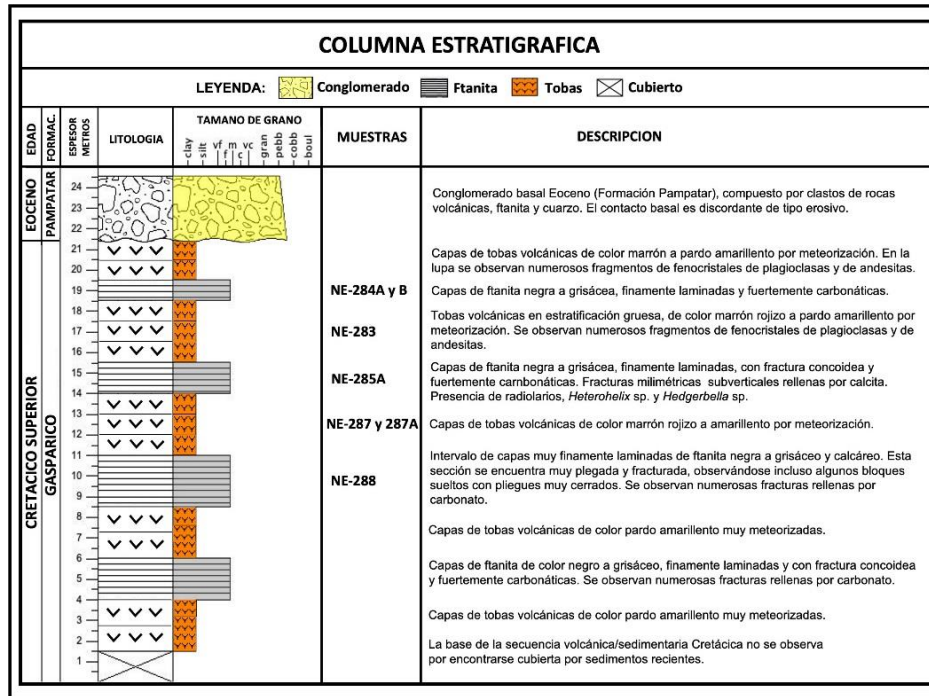 COLUMNA ESTRATIGRAFICA
LEYENDA: Conglomerado Ftanita Tobas Cubierto
EDAD
FORMAC.
ESPESOR
METROS
LITOLOGIA
TAMANO DE GRANO
clay
silt
vf
f
m
c
vc
gran
pebb
cobb
boul
MUESTRAS
DESCRIPCION
EOCENO
PAMPATAR
24
23
22
Conglomerado basal Eoceno (Formación Pampatar), compuesto por clastos de rocas
volcánicas, ftanita y cuarzo. El contacto basal es discordante de tipo erosivo.
CRETACICO SUPERIOR
GASPARICO
21
20
Capas de tobas volcánicas de color marrón a pardo amarillento por meteorización. En la
lupa se observan numerosos fragmentos de fenocristales de plagioclasas y de andesitas.
19
NE-284A y B
Capas de ftanita negra a grisácea, finamente laminadas y fuertemente carbonáticas.
18
17
16
NE-283
Tobas volcánicas en estratificación gruesa, de color marrón rojizo a pardo amarillento por
meteorización. Se observan numerosos fragmentos de fenocristales de plagioclasas y de
andesitas.
15
14
NE-285A
Capas de ftanita negra a grisácea, finamente laminadas, con fractura concoidea y
fuertemente carnbonáticas. Fracturas milimétricas subverticales rellenas por calcita.
Presencia de radiolarios, Heterohelix sp. y Hedgerbella sp.
13
12
11
NE-287 y 287A
Capas de tobas volcánicas de color marrón rojizo a amarillento por meteorización.
10
9
NE-288
Intervalo de capas muy finamente laminadas de ftanita negra a grisáceo y calcáreo. Esta
sección se encuentra muy plegada y fracturada, observándose incluso algunos bloques
sueltos con pliegues muy cerrados. Se observan numerosas fracturas rellenas por
carbonato.
8
7
6
Capas de tobas volcánicas de color pardo amarillento muy meteorizadas.
5
4
Capas de ftanita de color negro a grisáceo, finamente laminadas y con fractura concoidea
y fuertemente carbonáticas. Se observan numerosas fracturas rellenas por carbonato.
3
2
Capas de tobas volcánicas de color pardo amarillento muy meteorizadas.
1
La base de la secuencia volcánica/sedimentaria Cretácica no se observa
por encontrarse cubierta por sedimentos recientes.